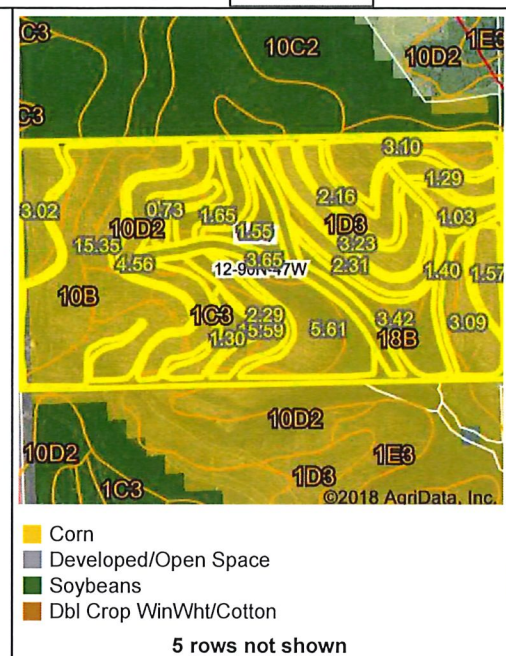 C3
10C2
1E3
10D2
C3
3.10
1.29
3.02
0.73
1.65
2.16
1.03
10D2
1.55
1D3
3.23
15.35
4.56
3.65
2.31
1.40
1.57
12-90N-47W
10B
1C3
2.29
5.59
1.30
5.61
3.42
18B
3.09
10D2
10D2
1E3
1D3
1C3
©2018 AgriData, Inc.
Corn
Developed/Open Space
Soybeans
Dbl Crop WinWht/Cotton
5 rows not shown